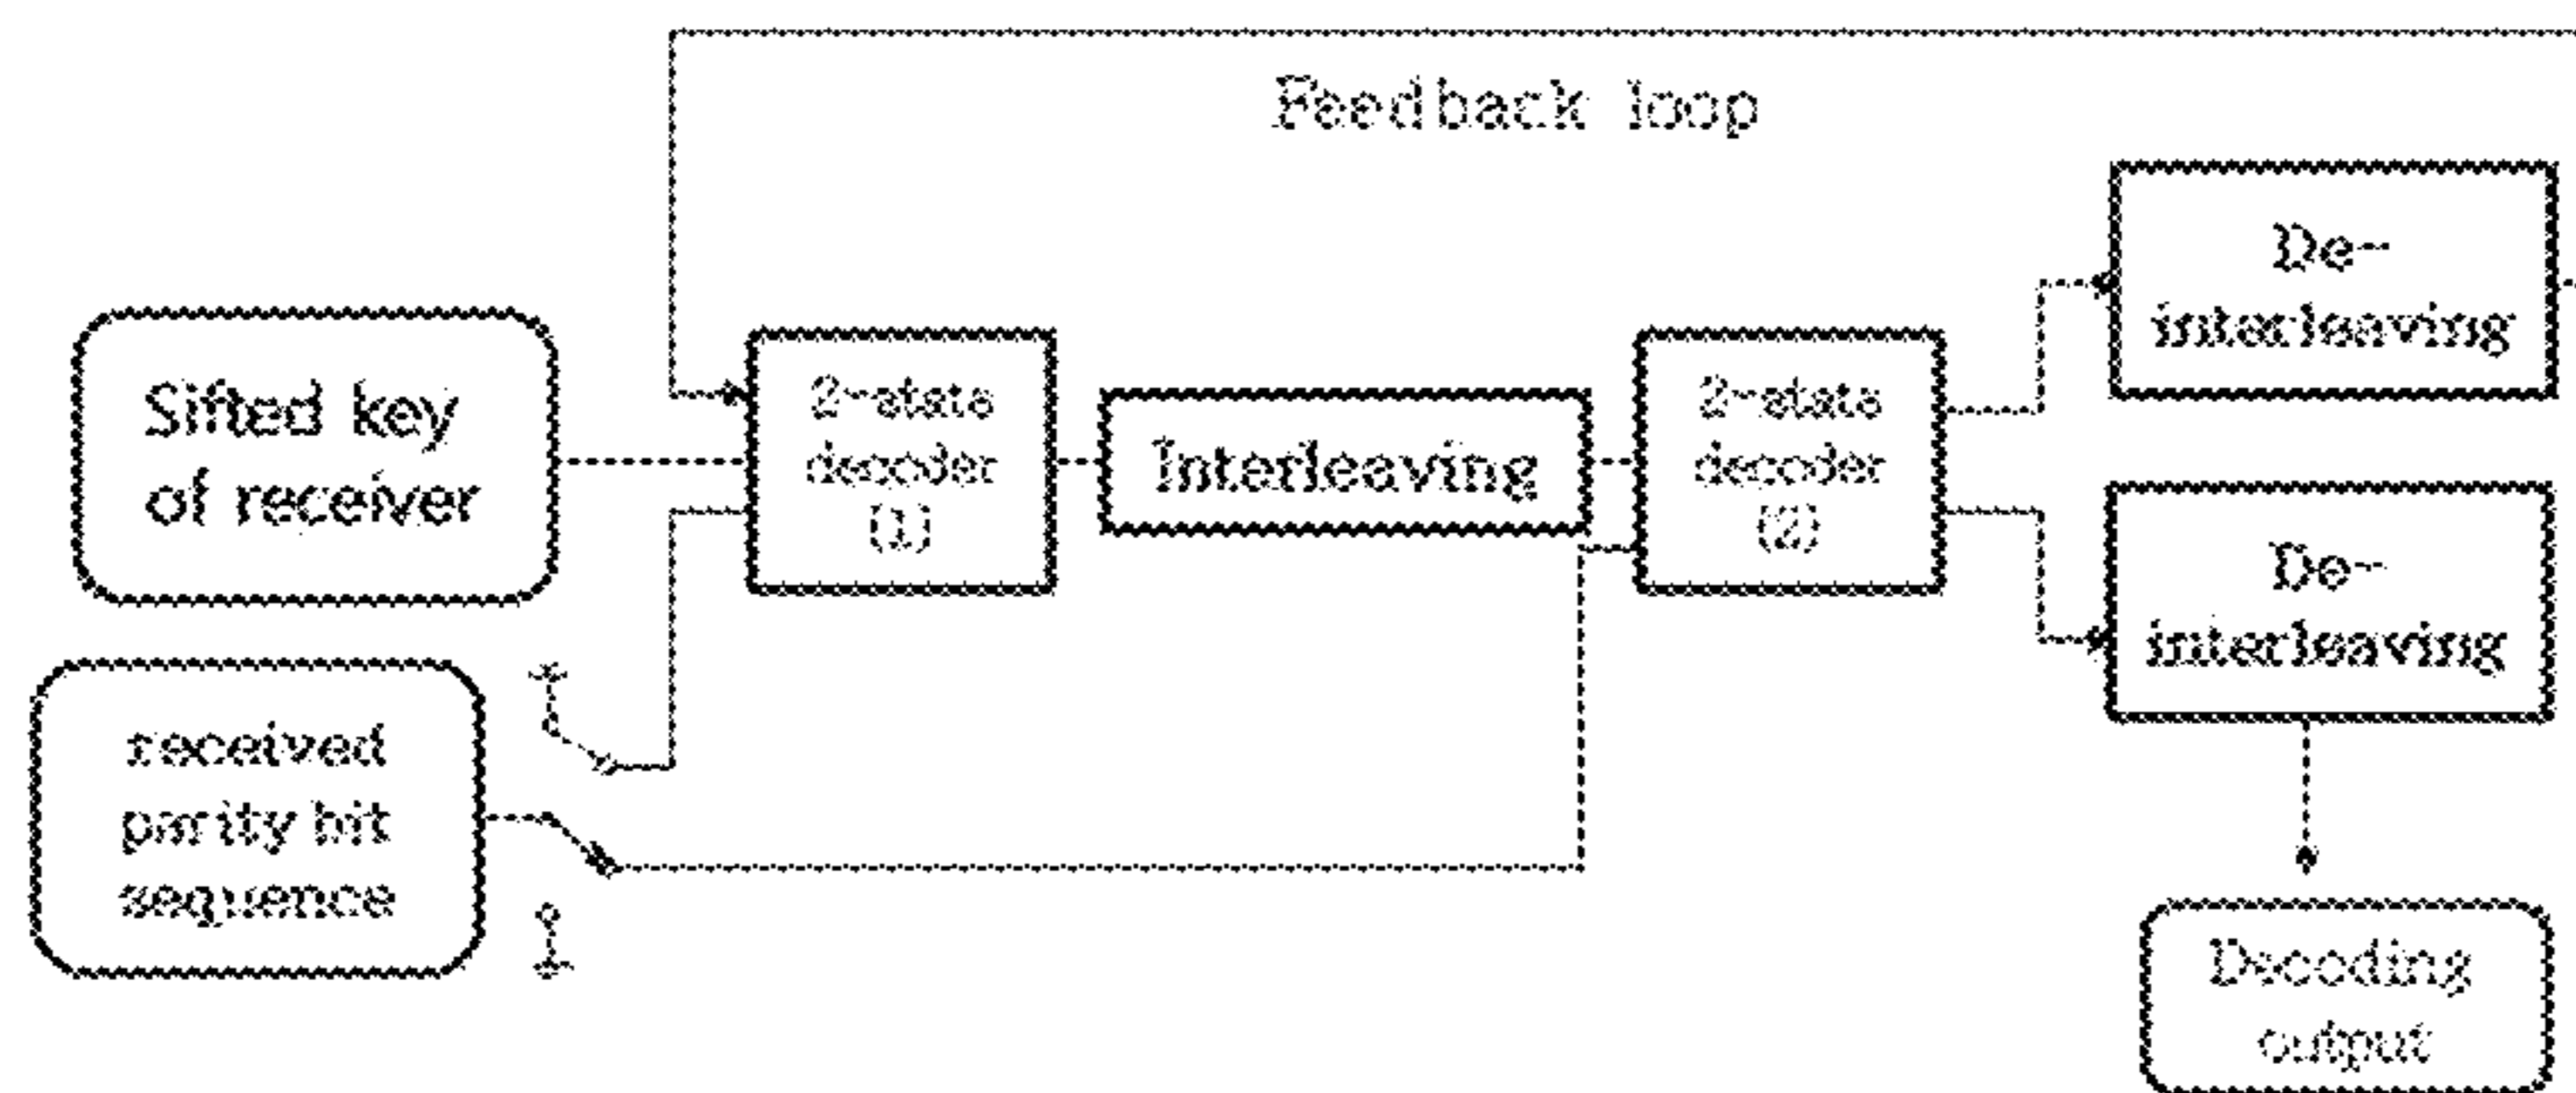 Feedback loop
De-
interleaving
Sifted key
of receiver
2-state
decoder
(1)
Interleaving
2-state
decoder
(2)
De-
interleaving
received
parity bit
sequence
Decoding
output